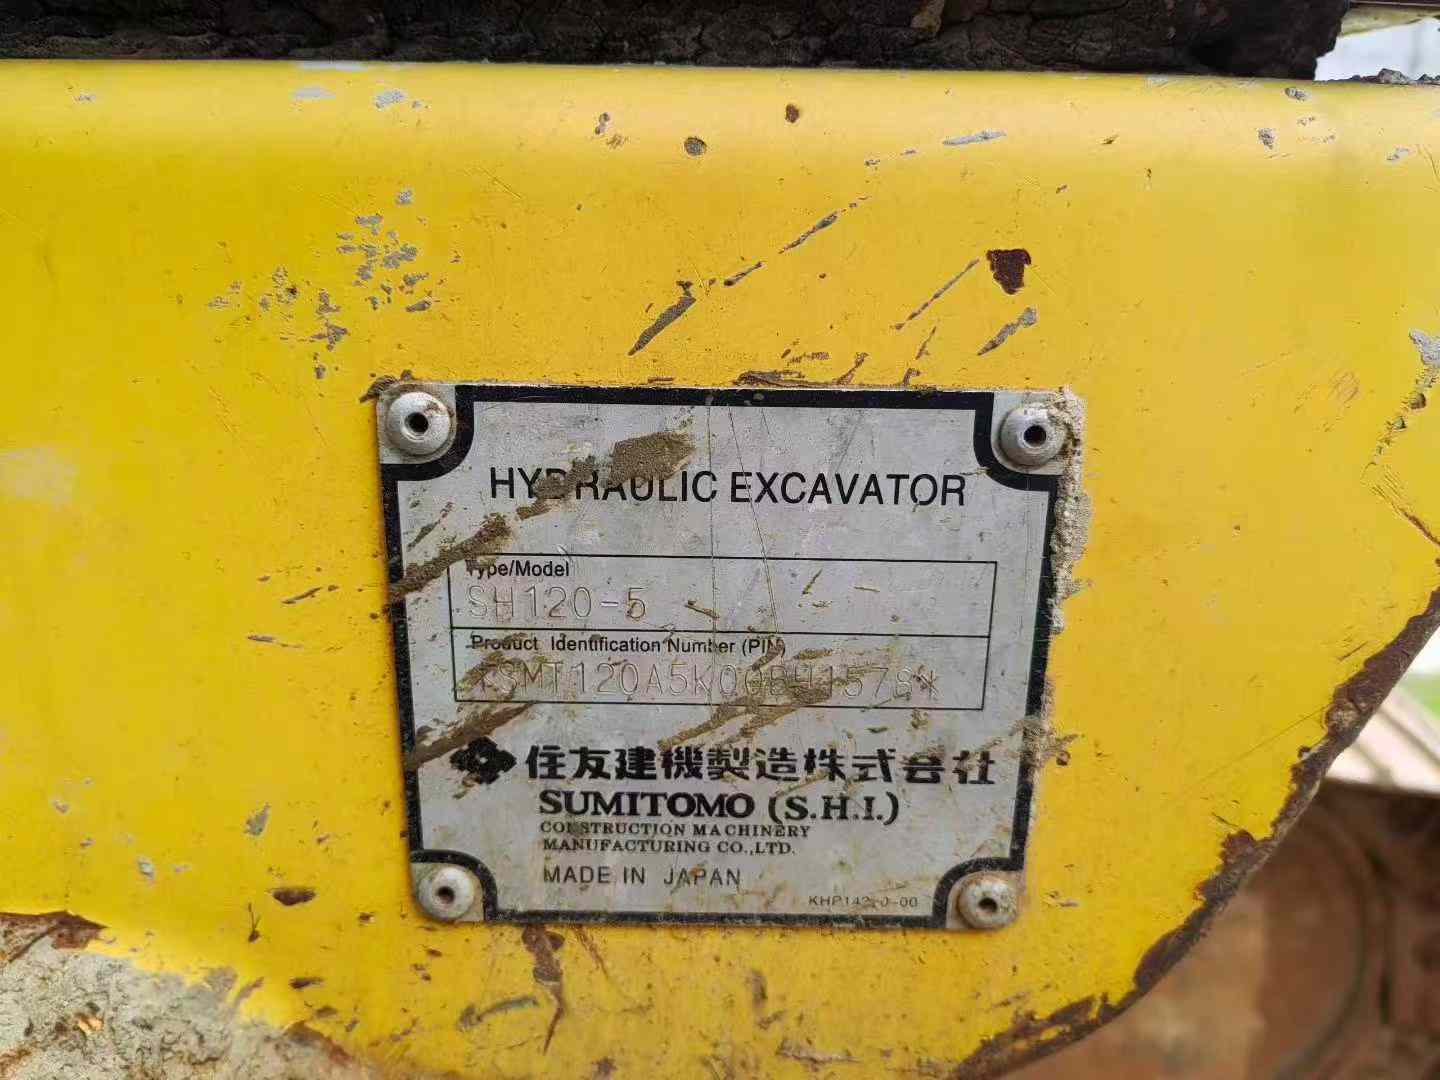 HYDRAULIC EXCAVATOR
Type/Model
SH120-5
Product Identification Number (PIN)
住友建機製造株式会社
SUMITOMO (S.H.I.)
CONSTRUCTION MACHINERY
MANUFACTURING CO.,LTD.
MADE IN JAPAN